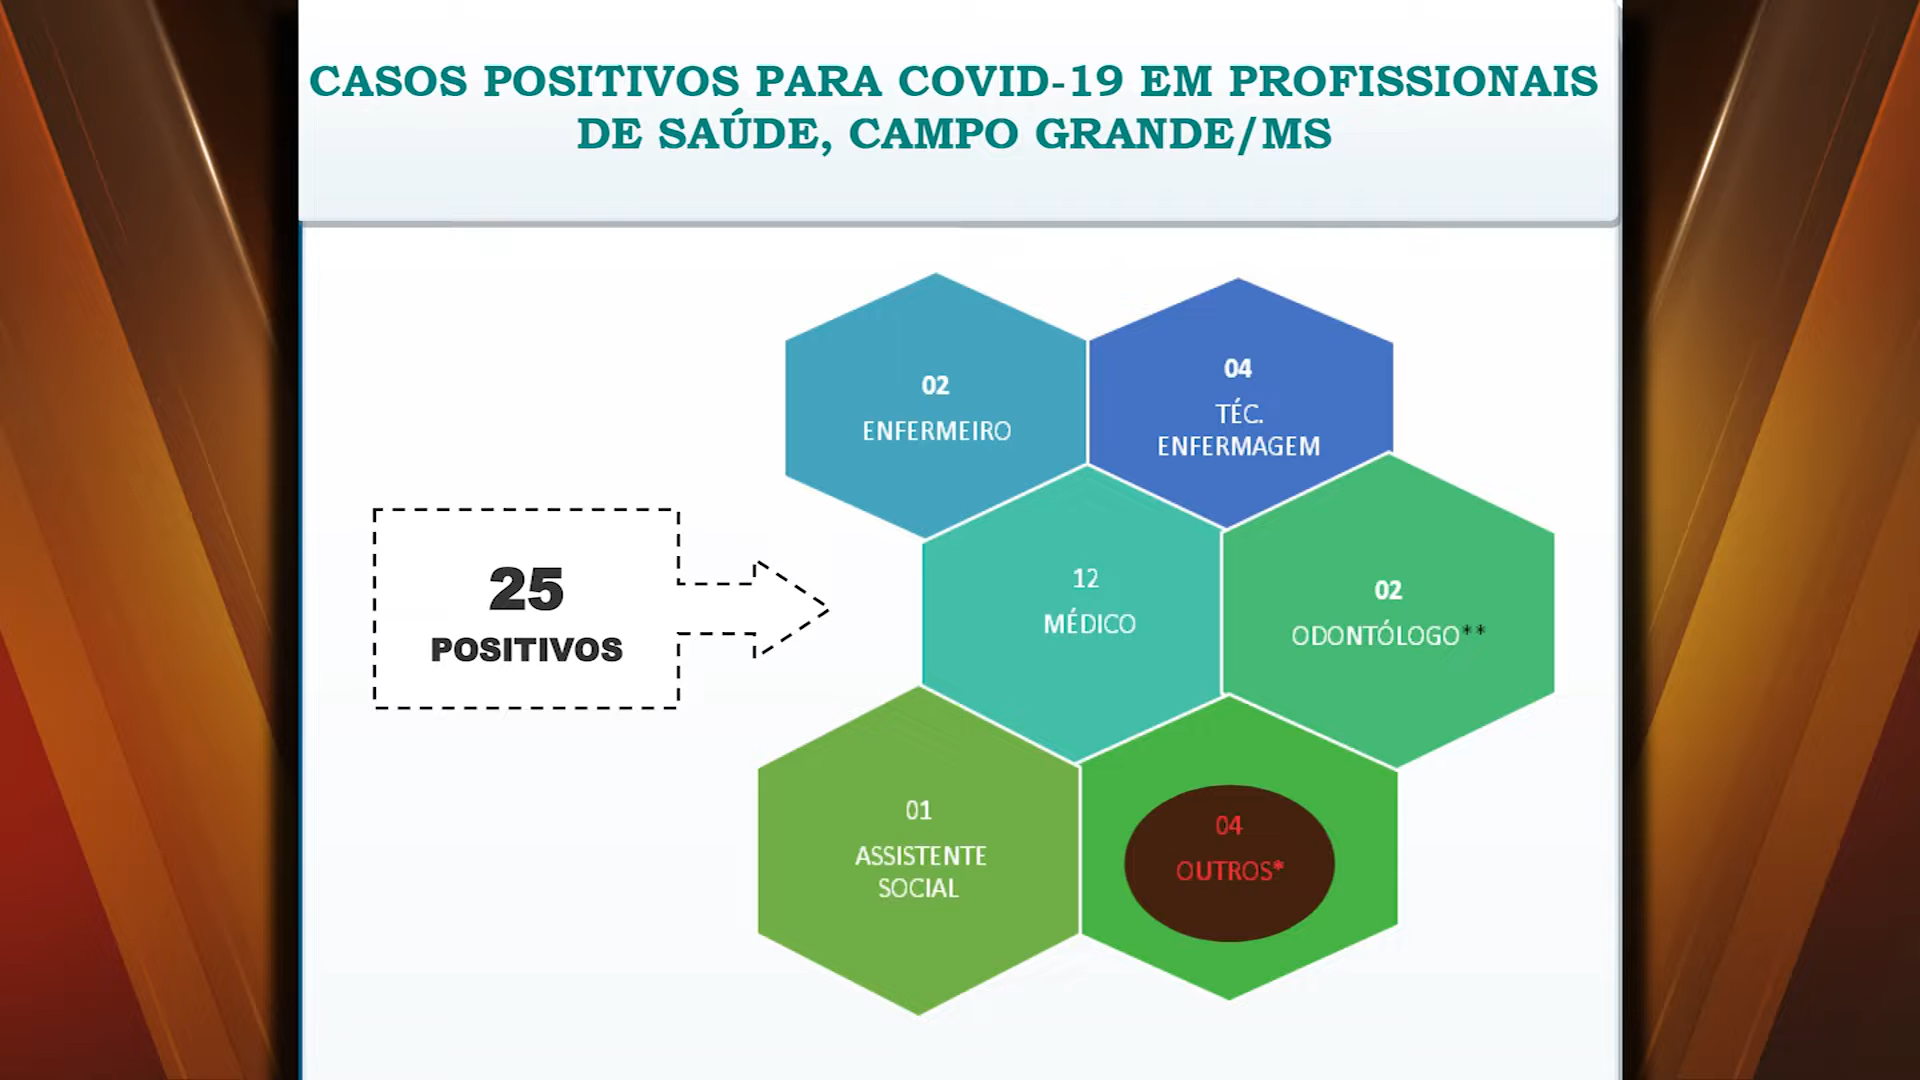 CASOS POSITIVOS PARA COVID-19 EM PROFISSIONAIS
DE SAÚDE, CAMPO GRANDE/MS
02
ENFERMEIRO
04
TÉC.
ENFERMAGEM
25
POSITIVOS
12
MÉDICO
02
ODONTÓLOGO**
01
ASSISTENTE
SOCIAL
04
OUTROS*